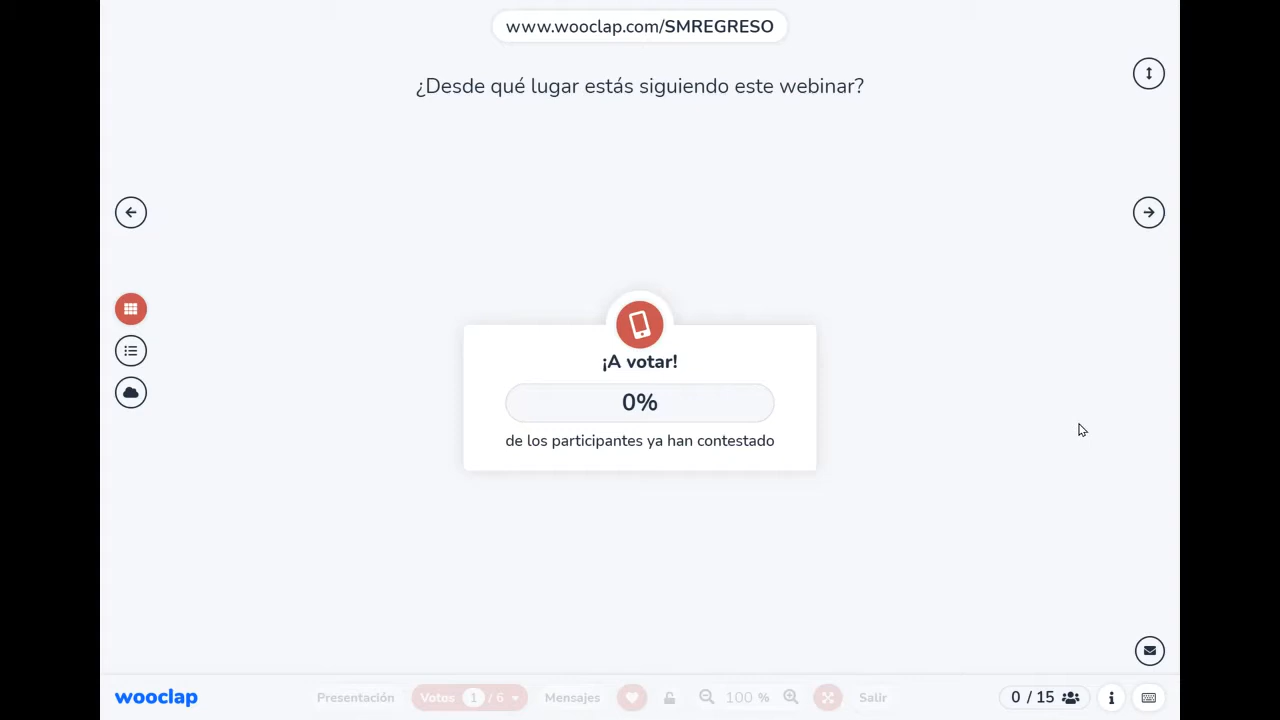 www.wooclap.com/SMREGRESO
¿Desde qué lugar estás siguiendo este webinar?
¡A votar!
0%
de los participantes ya han contestado
wooclap
Presentación
Votos 1 / 6
Mensajes
100 %
Salir
0 / 15